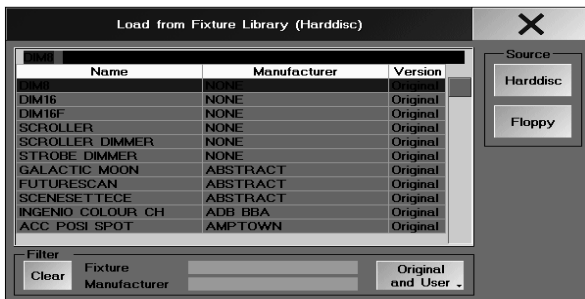 Load from Fixture Library (Harddisc)
DIM8
Name Manufacturer Version
DIM8 NONE Original
DIM16 NONE Original
DIM16F NONE Original
SCROLLER NONE Original
SCROLLER DIMMER NONE Original
STROBE DIMMER NONE Original
GALACTIC MOON ABSTRACT Original
FUTURESCAN ABSTRACT Original
SCENESETTECE ABSTRACT Original
INGENIO COLOUR CH ADB BBA Original
ACC POSI SPOT AMPTOWN Original
Source
Harddisc
Floppy
Filter
Clear
Fixture
Manufacturer
Original
and User